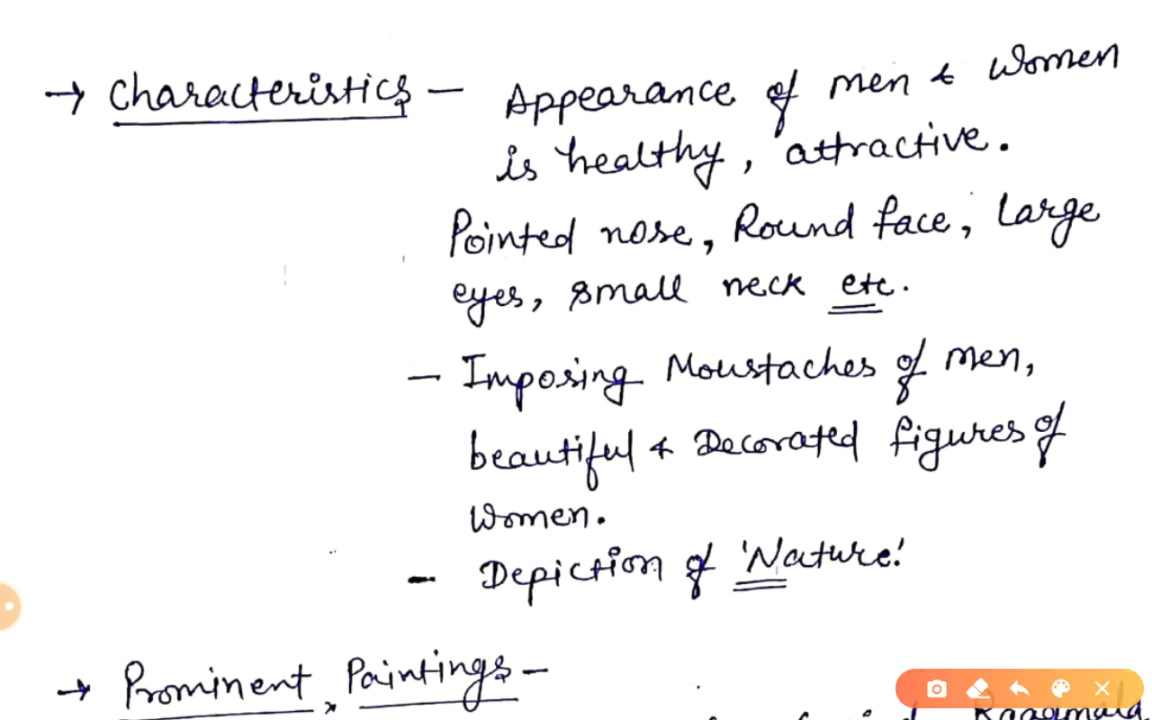 → Characteristics — Appearance of men & women
is healthy, attractive.
Pointed nose, Round face, Large
eyes, small neck etc.
— Imposing Moustaches of men,
beautiful & Decorated figures of
women.
— Depiction of 'Nature'.
→ Prominent Paintings —